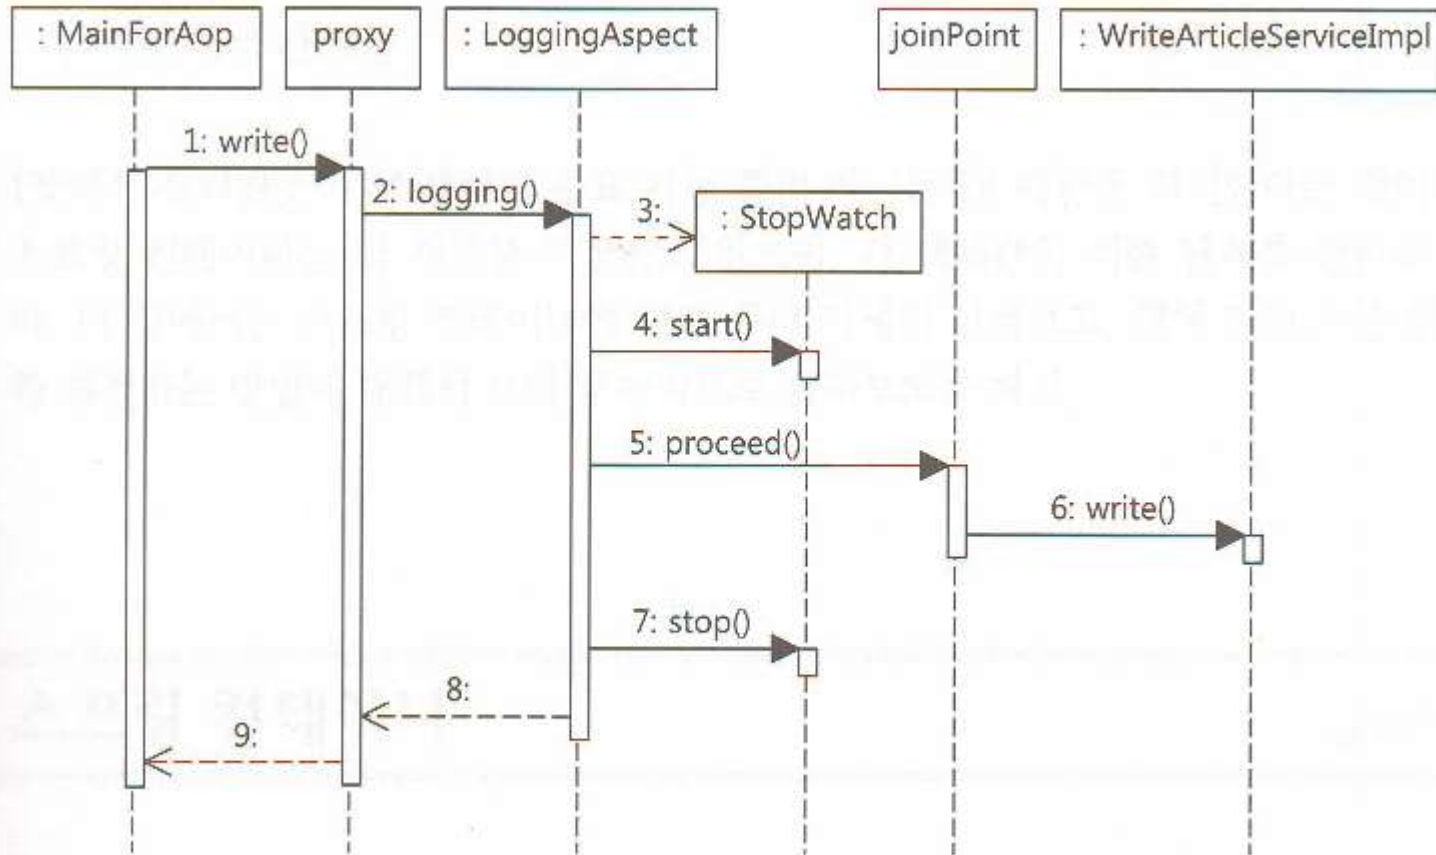 : MainForAop
proxy
: LoggingAspect
joinPoint
: WriteArticleServiceImpl
1: write()
2: logging()
3:
: StopWatch
4: start()
5: proceed()
6: write()
7: stop()
8:
9: